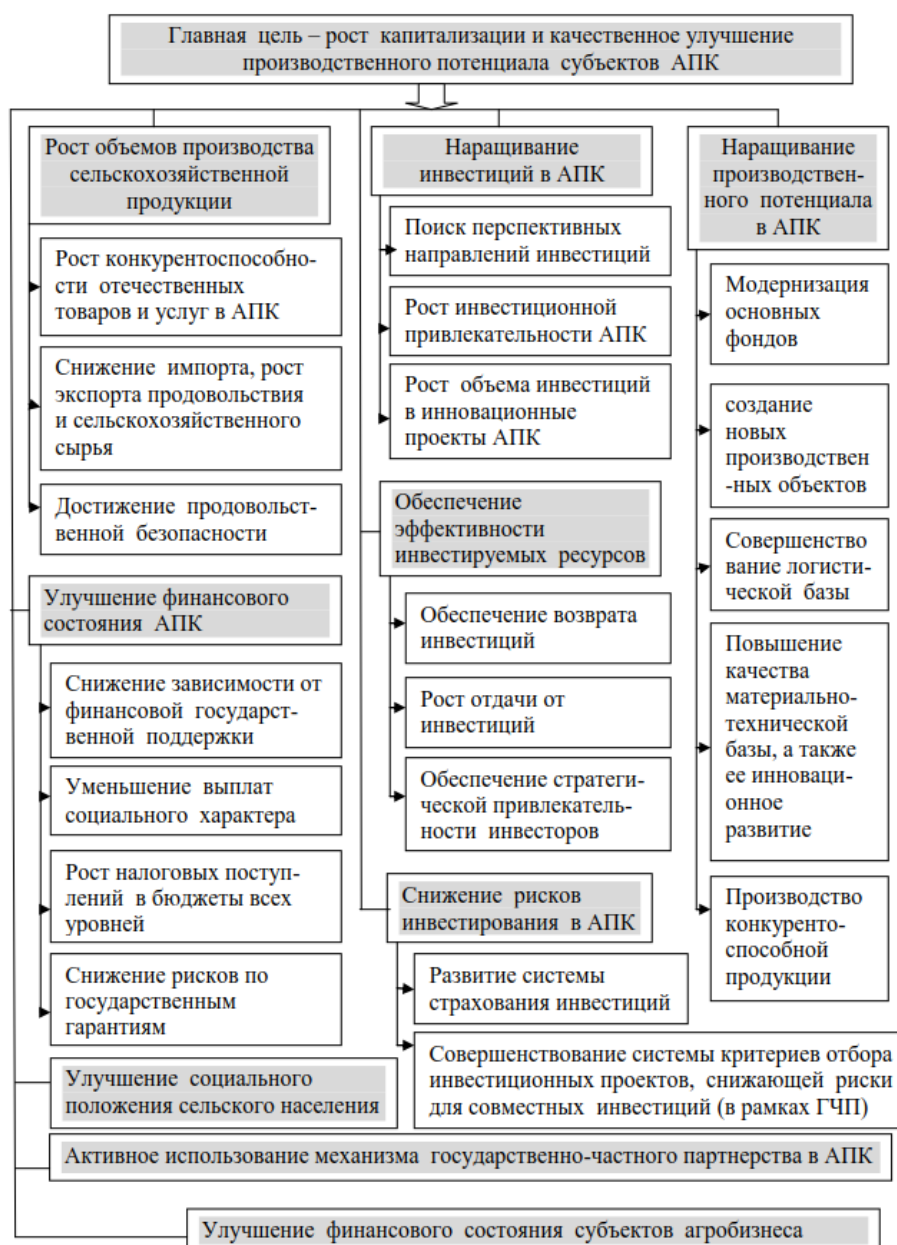 Главная цель – рост капитализации и качественное улучшение
производственного потенциала субъектов АПК
Рост объемов производства
сельскохозяйственной
продукции
Рост конкурентоспособно-
сти отечественных
товаров и услуг в АПК
Снижение импорта, рост
экспорта продовольствия
и сельскохозяйственного
сырья
Достижение продовольст-
венной безопасности
Улучшение финансового
состояния АПК
Снижение зависимости от
финансовой государст-
венной поддержки
Уменьшение выплат
социального характера
Рост налоговых поступ-
лений в бюджеты всех
уровней
Снижение рисков по
государственным
гарантиям
Улучшение социального
положения сельского населения
Наращивание
инвестиций в АПК
Поиск перспективных
направлений инвестиций
Рост инвестиционной
привлекательности АПК
Рост объема инвестиций
в инновационные
проекты АПК
Обеспечение
эффективности
инвестируемых ресурсов
Обеспечение возврата
инвестиций
Рост отдачи от
инвестиций
Обеспечение стратеги-
ческой привлекатель-
ности инвесторов
Снижение рисков
инвестирования в АПК
Развитие системы
страхования инвестиций
Совершенствование системы критериев отбора
инвестиционных проектов, снижающей риски
для совместных инвестиций (в рамках ГЧП)
Наращивание
производствен-
ного потенциала
в АПК
Модернизация
основных
фондов
создание
новых
производствен
-ных объектов
Совершенство
вание логисти-
ческой базы
Повышение
качества
материально-
технической
базы, а также
ее инноваци-
онное
развитие
Производство
конкуренто-
способной
продукции
Активное использование механизма государственно-частного партнерства в АПК
Улучшение финансового состояния субъектов агробизнеса